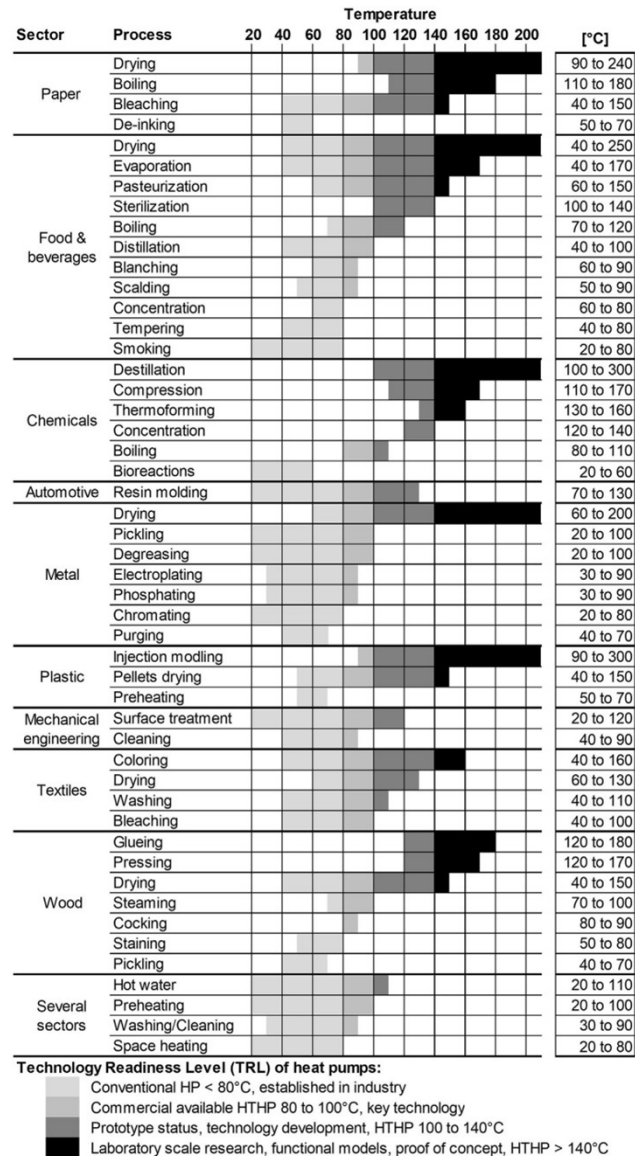 Temperature
Sector Process 20 40 60 80 100 120 140 160 180 200 [°C]
Paper
Drying 90 to 240
Boiling 110 to 180
Bleaching 40 to 150
De-inking 50 to 70
Food & beverages
Drying 40 to 250
Evaporation 40 to 170
Pasteurization 60 to 150
Sterilization 100 to 140
Boiling 70 to 120
Distillation 40 to 100
Blanching 60 to 90
Scalding 50 to 90
Concentration 60 to 80
Tempering 40 to 80
Smoking 20 to 80
Chemicals
Destillation 100 to 300
Compression 110 to 170
Thermoforming 130 to 160
Concentration 120 to 140
Boiling 80 to 110
Bioreactions 20 to 60
Automotive Resin molding 70 to 130
Metal
Drying 60 to 200
Pickling 20 to 100
Degreasing 20 to 100
Electroplating 30 to 90
Phosphating 30 to 90
Chromating 20 to 80
Purging 40 to 70
Plastic
Injection modling 90 to 300
Pellets drying 40 to 150
Preheating 50 to 70
Mechanical engineering
Surface treatment 20 to 120
Cleaning 40 to 90
Textiles
Coloring 40 to 160
Drying 60 to 130
Washing 40 to 110
Bleaching 40 to 100
Wood
Glueing 120 to 180
Pressing 120 to 170
Drying 40 to 150
Steaming 70 to 100
Cocking 80 to 90
Staining 50 to 80
Pickling 40 to 70
Several sectors
Hot water 20 to 110
Preheating 20 to 100
Washing/Cleaning 30 to 90
Space heating 20 to 80
Technology Readiness Level (TRL) of heat pumps:
Conventional HP < 80°C, established in industry
Commercial available HTHP 80 to 100°C, key technology
Prototype status, technology development, HTHP 100 to 140°C
Laboratory scale research, functional models, proof of concept, HTHP > 140°C